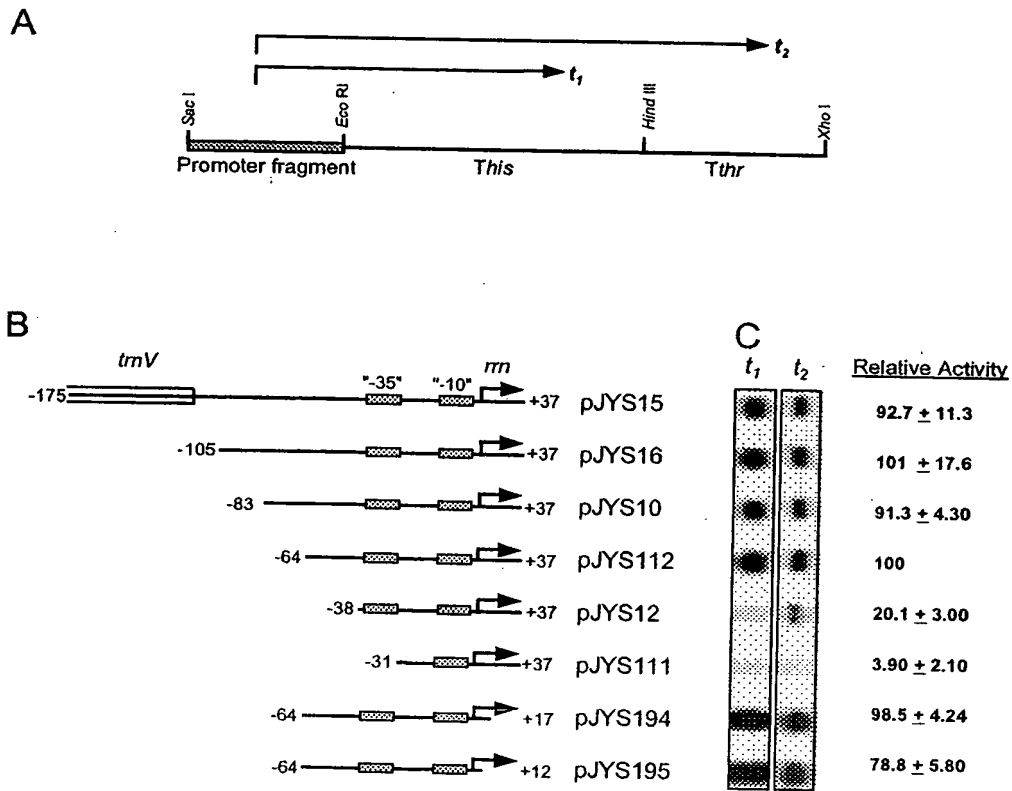 A
t2
t1
Sac I
Eco RI
Hind III
Xho I
Promoter fragment
This
Tthr
B
C
trnV
"-35"
"-10"
rrn
t1
t2
Relative Activity
-175
+37
pJYS15
92.7 ± 11.3
-105
+37
pJYS16
101 ± 17.6
-83
+37
pJYS10
91.3 ± 4.30
-64
+37
pJYS112
100
-38
+37
pJYS12
20.1 ± 3.00
-31
+37
pJYS111
3.90 ± 2.10
-64
+17
pJYS194
98.5 ± 4.24
-64
+12
pJYS195
78.8 ± 5.80